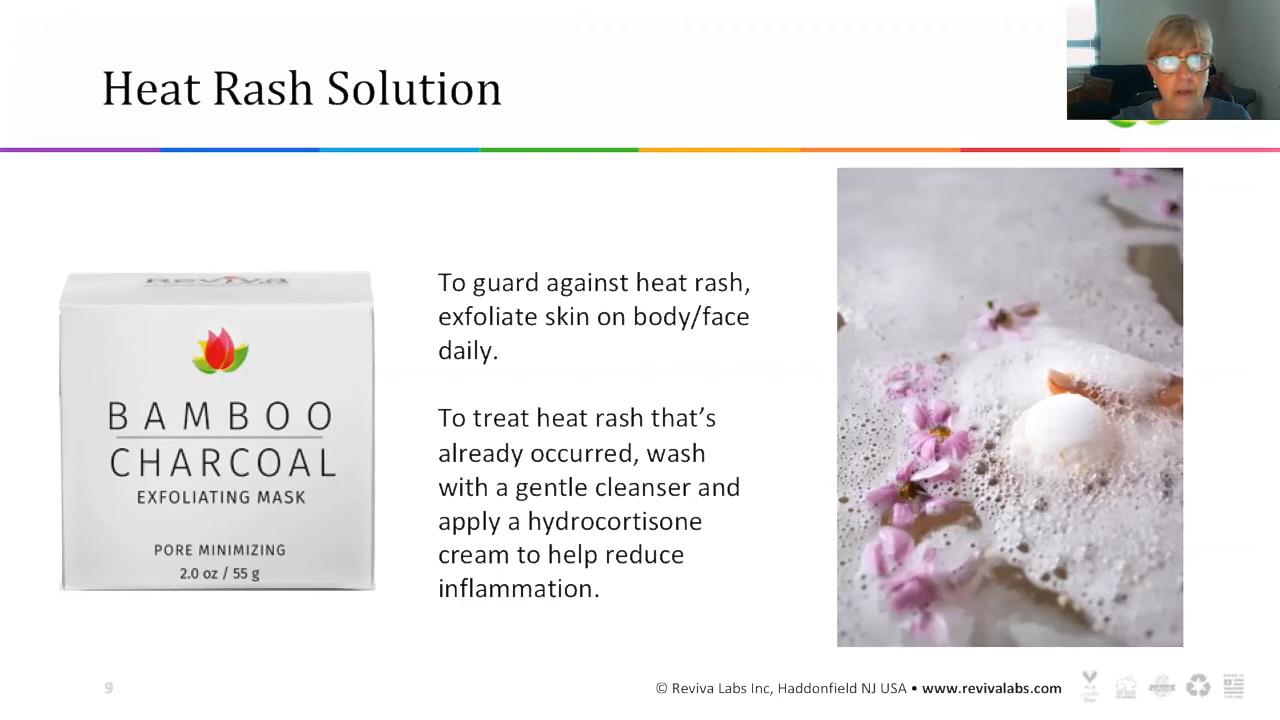 Heat Rash Solution
Reviva
BAMBOO
CHARCOAL
EXFOLIATING MASK
PORE MINIMIZING
2.0 oz / 55 g
To guard against heat rash,
exfoliate skin on body/face
daily.
To treat heat rash that’s
already occurred, wash
with a gentle cleanser and
apply a hydrocortisone
cream to help reduce
inflammation.
9
© Reviva Labs Inc, Haddonfield NJ USA • www.revivalabs.com